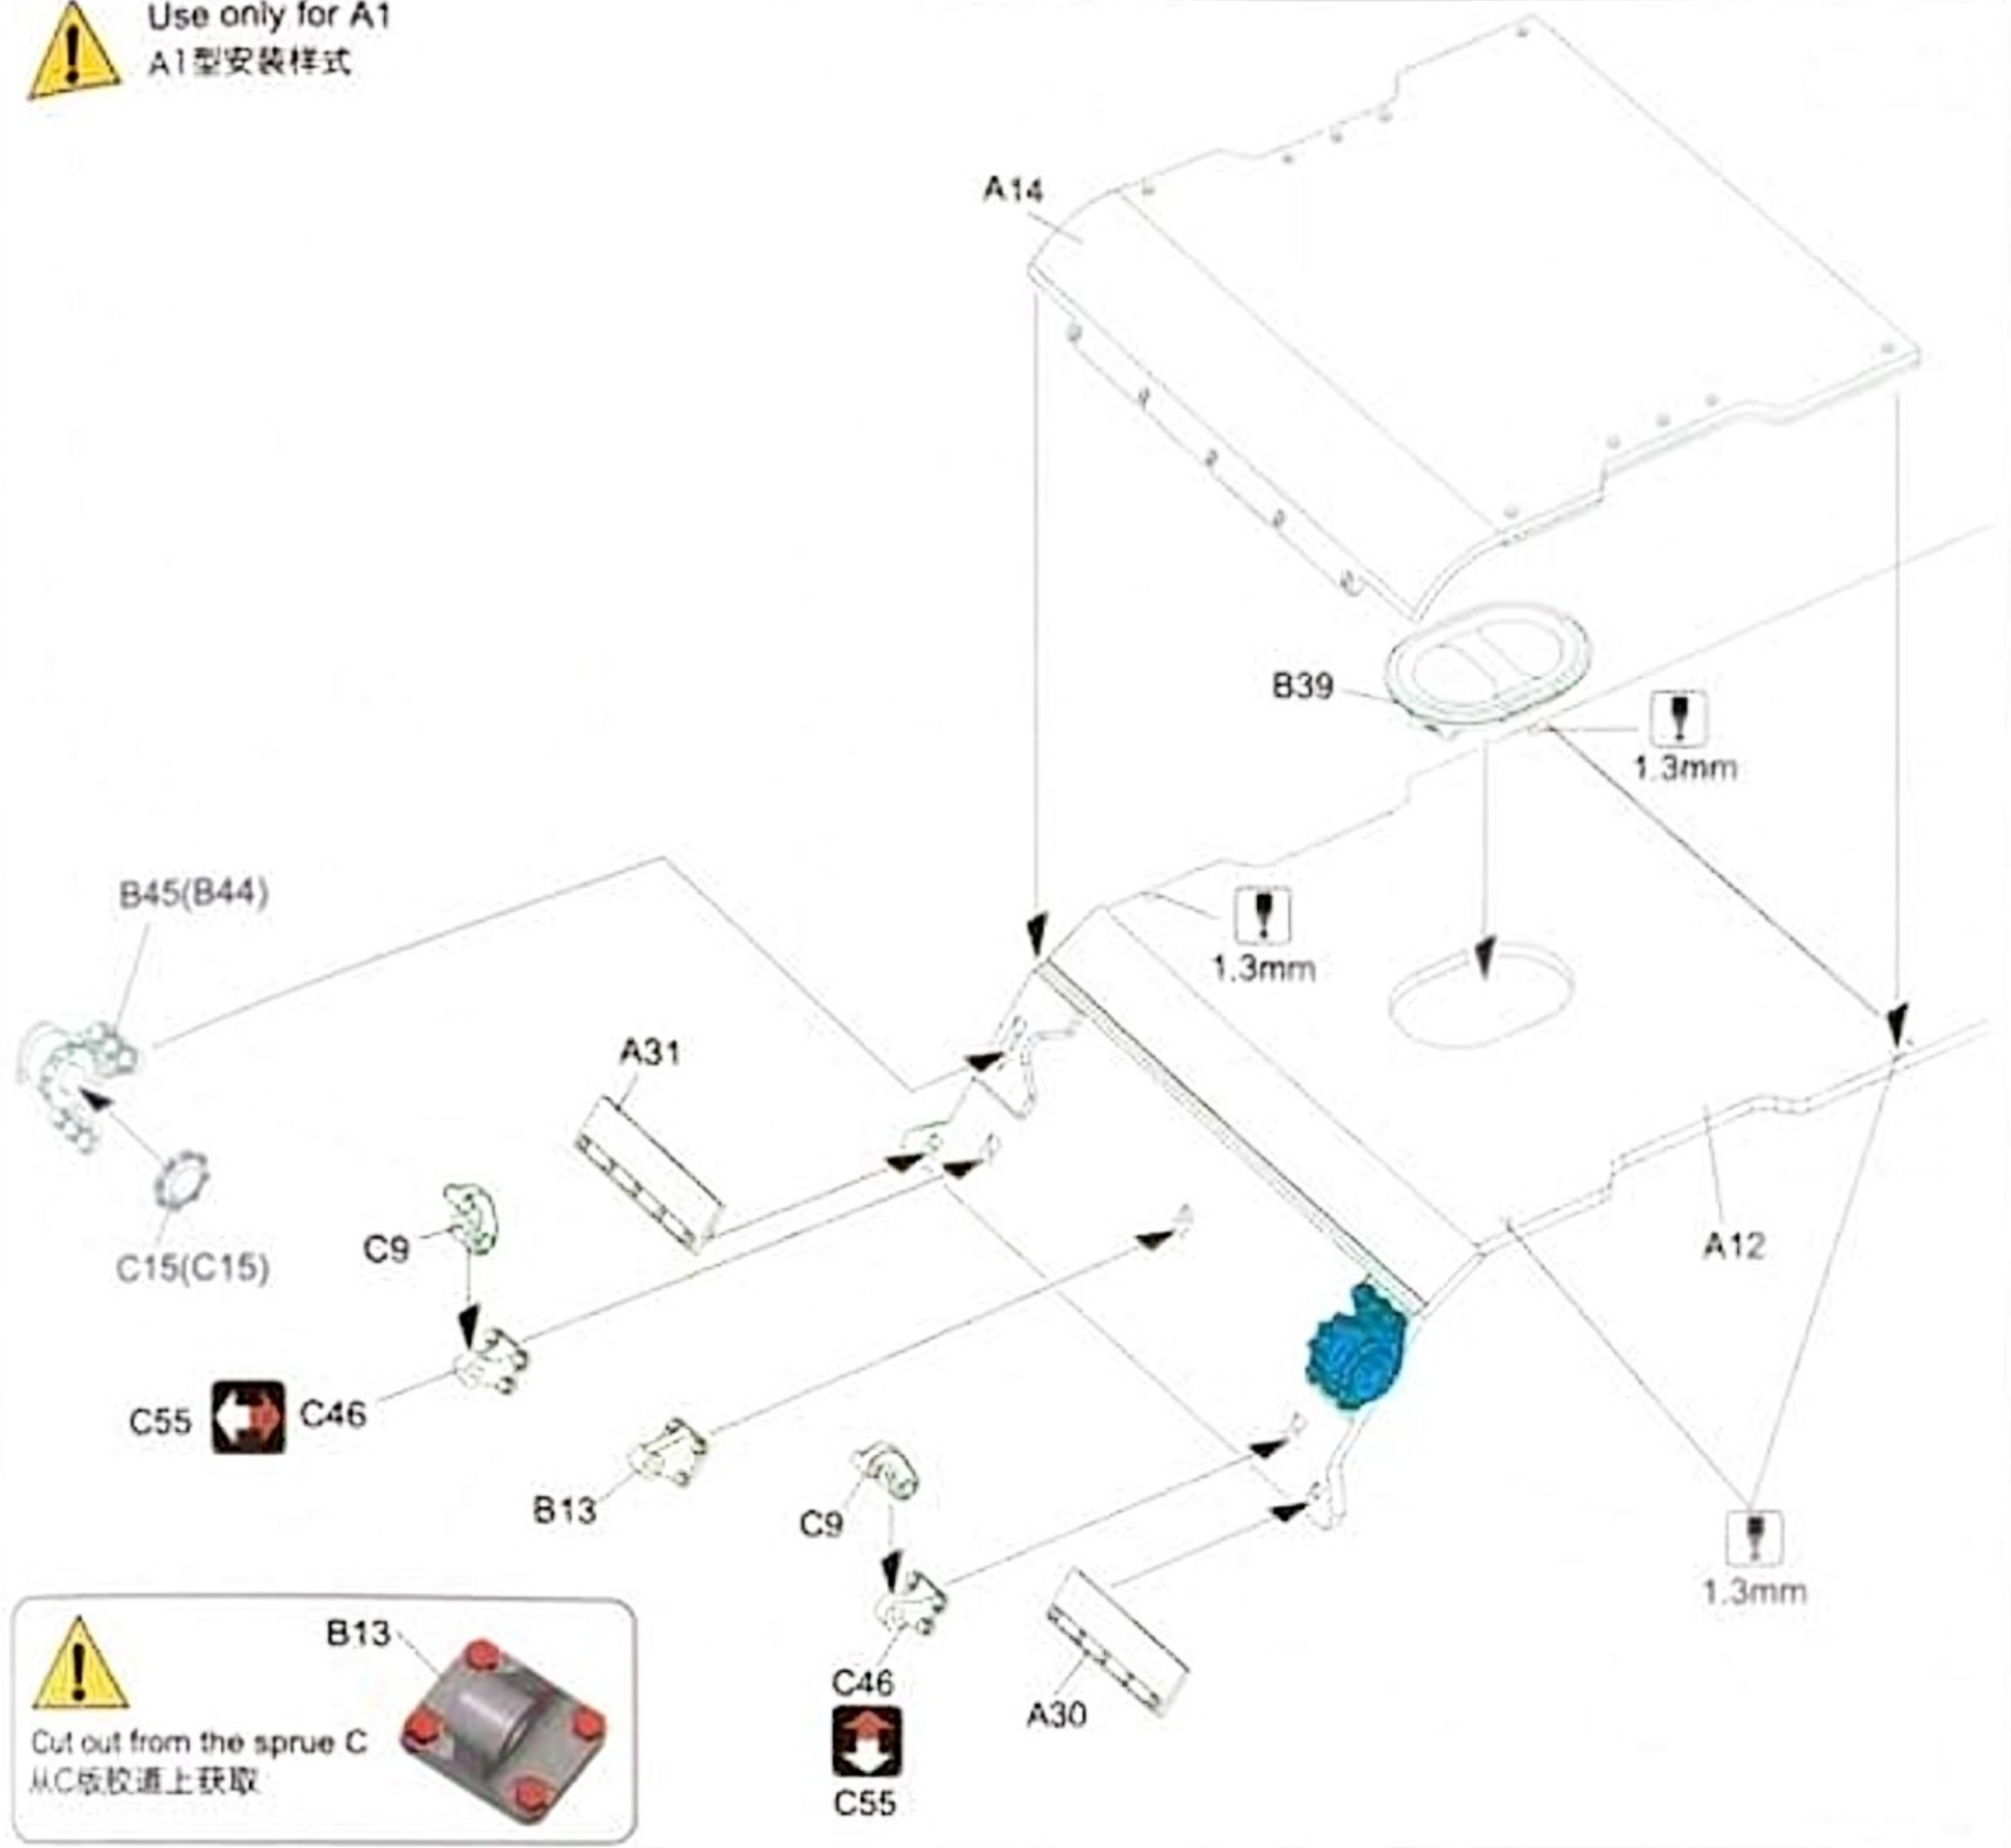 Use only for A1
A1型安装样式
A14
B39
1.3mm
B45(B44)
1.3mm
A31
C9
C15(C15)
A12
C55
C46
B13
C9
1.3mm
B13
C46
A30
Cut out from the sprue C
从C版胶道上获取
C55